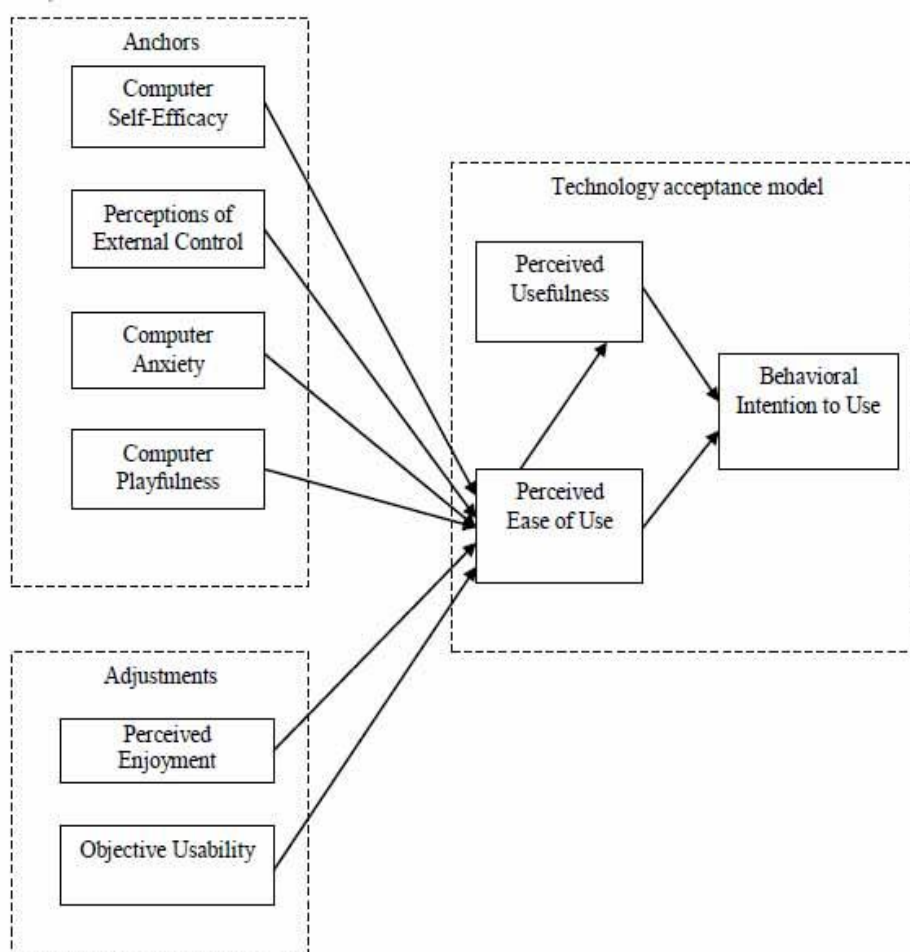 Anchors
Computer
Self-Efficacy
Perceptions of
External Control
Computer
Anxiety
Computer
Playfulness
Technology acceptance model
Perceived
Usefulness
Behavioral
Intention to Use
Perceived
Ease of Use
Adjustments
Perceived
Enjoyment
Objective Usability